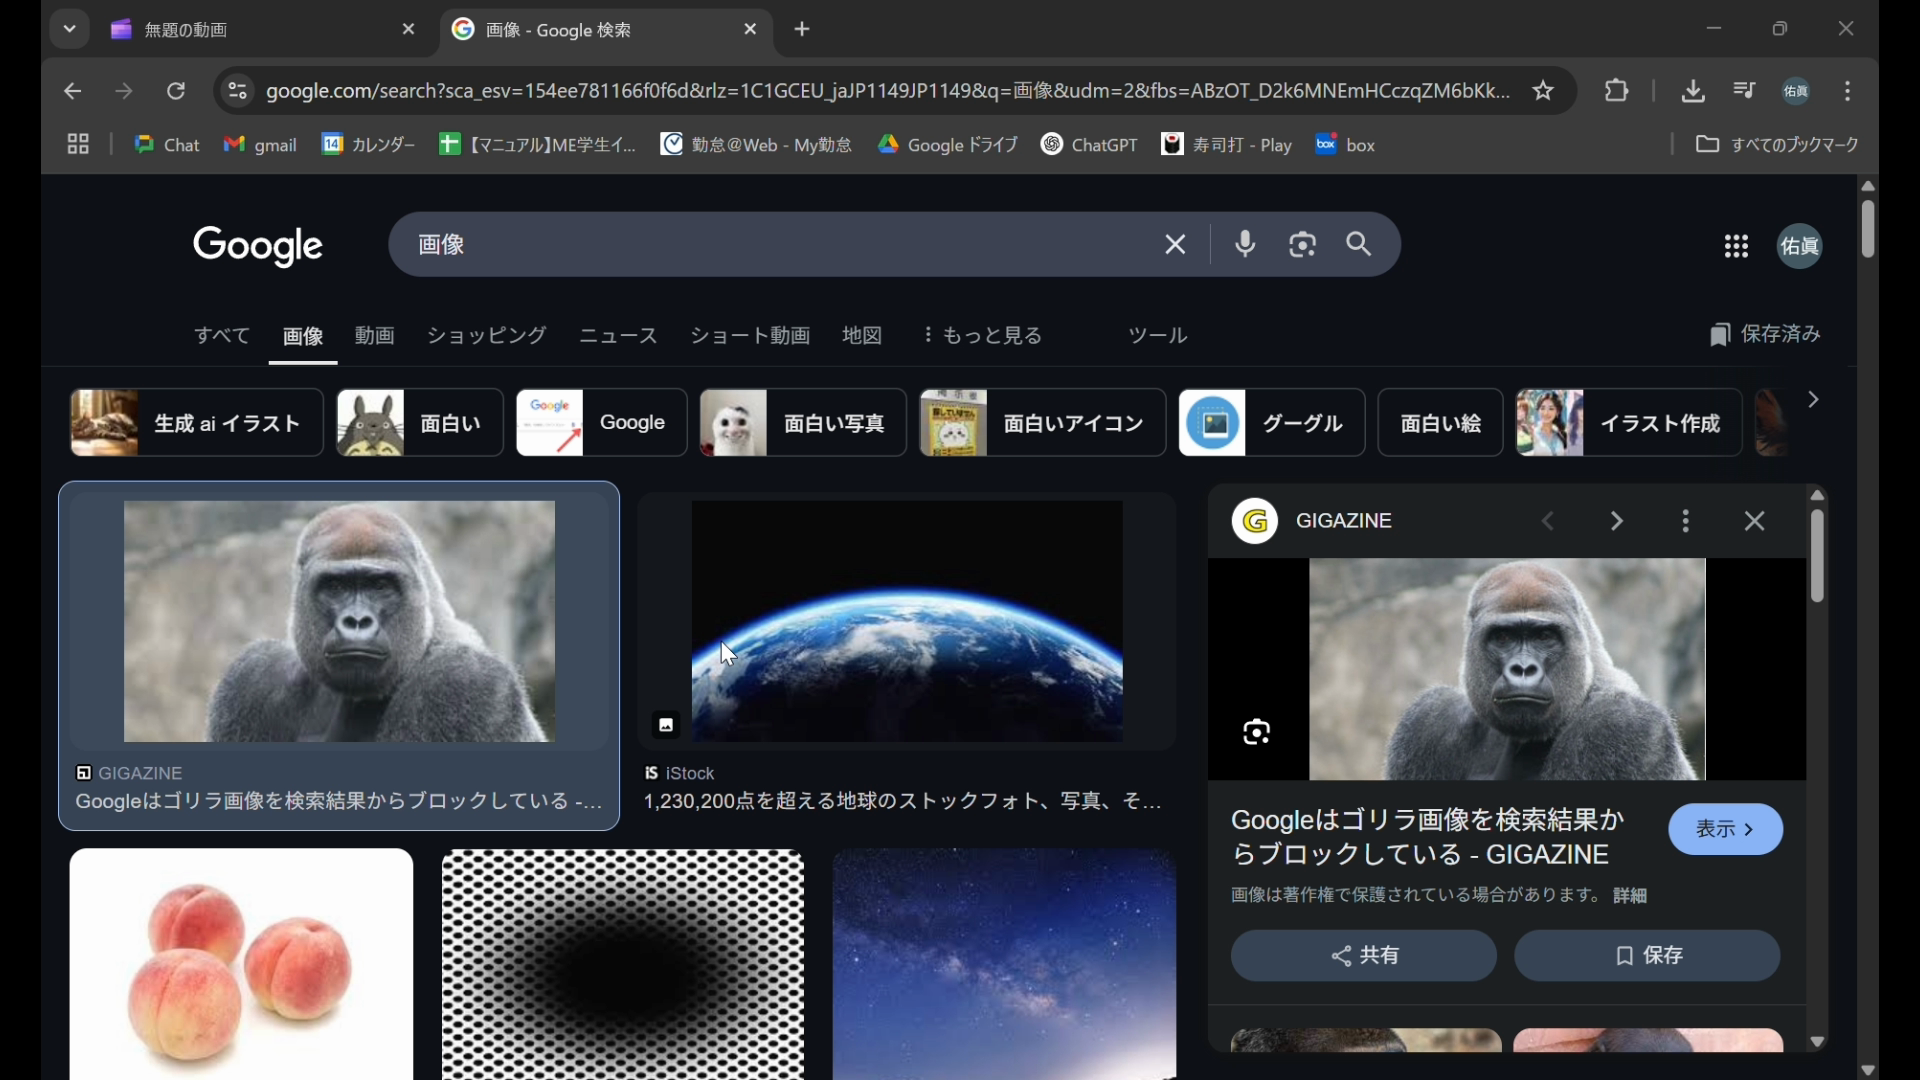 無題の動画
画像 - Google 検索
google.com/search?sca_esv=154ee781166f0f6d&rlz=1C1GCEU_jaJP1149JP1149&q=画像&udm=2&fbs=ABzOT_D2k6MNEmHCczqZM6bKk...
佑眞
Chat
gmail
14
カレンダー
【マニュアル】ME学生イ...
勤怠@Web - My勤怠
Google ドライブ
ChatGPT
寿司打 - Play
box
box
すべてのブックマーク
Google
画像
佑眞
すべて
画像
動画
ショッピング
ニュース
ショート動画
地図
もっと見る
ツール
保存済み
生成 ai イラスト
面白い
Google
Google
面白い写真
面白いアイコン
グーグル
面白い絵
イラスト作成
GIGAZINE
Googleはゴリラ画像を検索結果からブロックしている -...
iS iStock
1,230,200点を超える地球のストックフォト、写真、そ...
G
GIGAZINE
Googleはゴリラ画像を検索結果か
らブロックしている - GIGAZINE
表示
画像は著作権で保護されている場合があります。 詳細
共有
保存